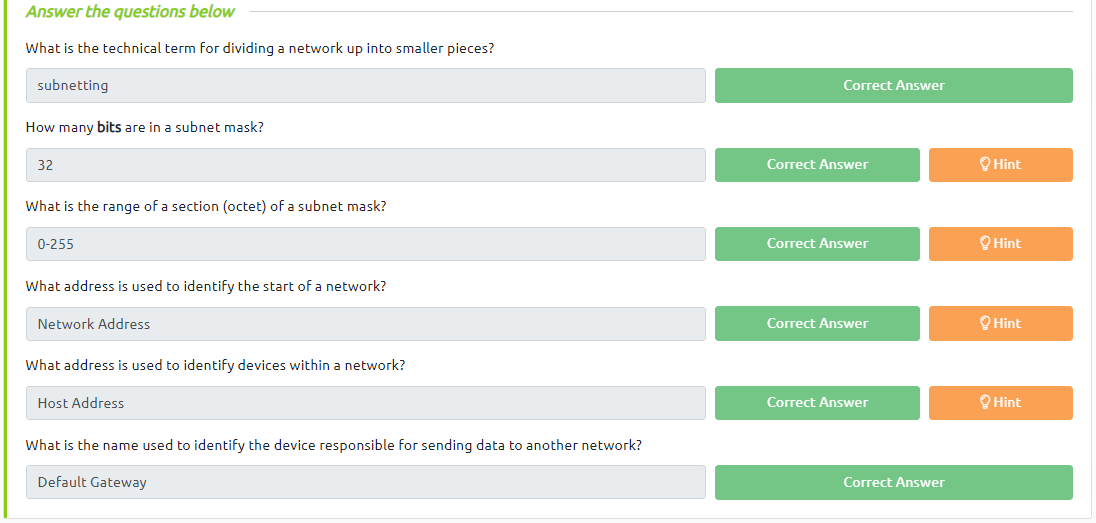 Answer the questions below
What is the technical term for dividing a network up into smaller pieces?
subnetting Correct Answer
How many bits are in a subnet mask?
32 Correct Answer Hint
What is the range of a section (octet) of a subnet mask?
0-255 Correct Answer Hint
What address is used to identify the start of a network?
Network Address Correct Answer Hint
What address is used to identify devices within a network?
Host Address Correct Answer Hint
What is the name used to identify the device responsible for sending data to another network?
Default Gateway Correct Answer